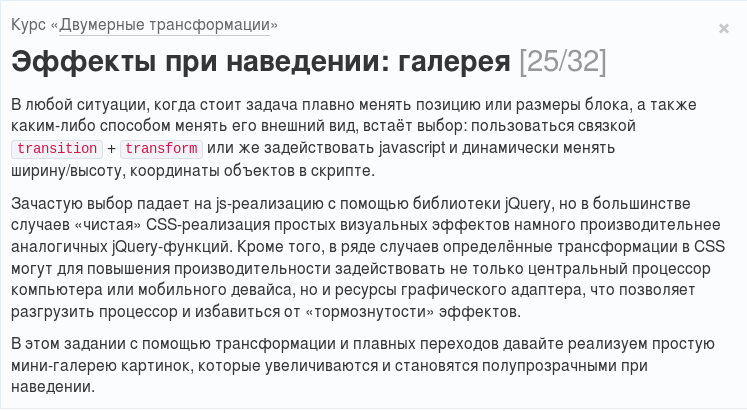 Курс «Двумерные трансформации»
×
Эффекты при наведении: галерея [25/32]
В любой ситуации, когда стоит задача плавно менять позицию или размеры блока, а также
каким-либо способом менять его внешний вид, встаёт выбор: пользоваться связкой
transition + transform или же задействовать javascript и динамически менять
ширину/высоту, координаты объектов в скрипте.
Зачастую выбор падает на js-реализацию с помощью библиотеки jQuery, но в большинстве
случаев «чистая» CSS-реализация простых визуальных эффектов намного производительнее
аналогичных jQuery-функций. Кроме того, в ряде случаев определённые трансформации в CSS
могут для повышения производительности задействовать не только центральный процессор
компьютера или мобильного девайса, но и ресурсы графического адаптера, что позволяет
разгрузить процессор и избавиться от «тормознутости» эффектов.
В этом задании с помощью трансформации и плавных переходов давайте реализуем простую
мини-галерею картинок, которые увеличиваются и становятся полупрозрачными при
наведении.